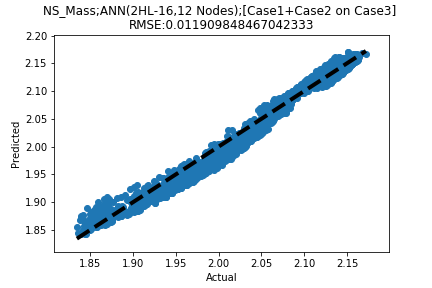 NS_Mass;ANN(2HL-16,12 Nodes);[Case1+Case2 on Case3]
RMSE:0.011909848467042333
2.20
2.15
2.10
2.05
2.00
1.95
1.90
1.85
Predicted
1.85 1.90 1.95 2.00 2.05 2.10 2.15
Actual